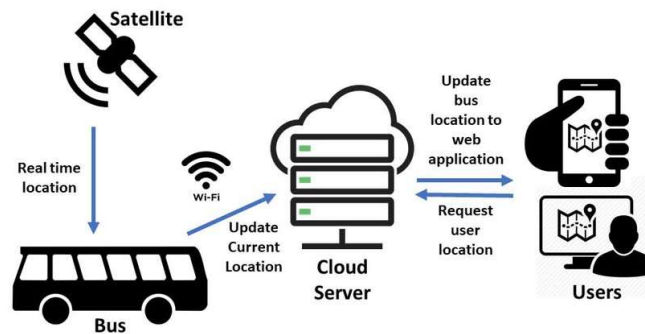 Satellite
Real time
location
Wi-Fi
Update
Current
Location
Bus
Cloud
Server
Update
bus
location to
web
application
Request
user
location
Users